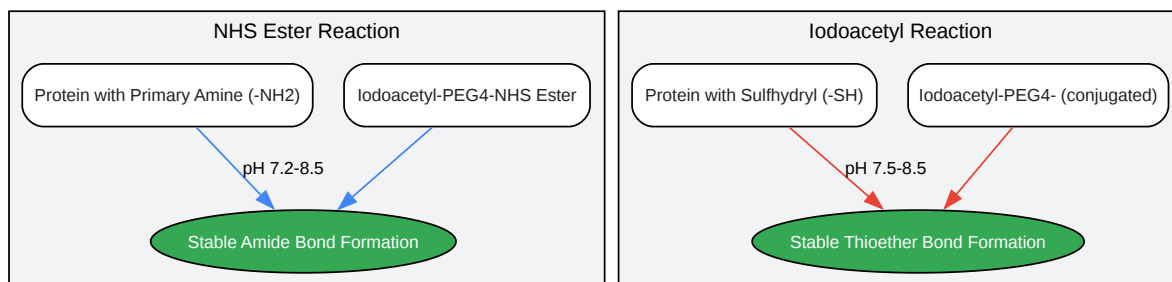 NHS Ester Reaction
Protein with Primary Amine (-NH2)
Iodoacetyl-PEG4-NHS Ester
pH 7.2-8.5
Stable Amide Bond Formation
Iodoacetyl Reaction
Protein with Sulfhydryl (-SH)
Iodoacetyl-PEG4- (conjugated)
pH 7.5-8.5
Stable Thioether Bond Formation